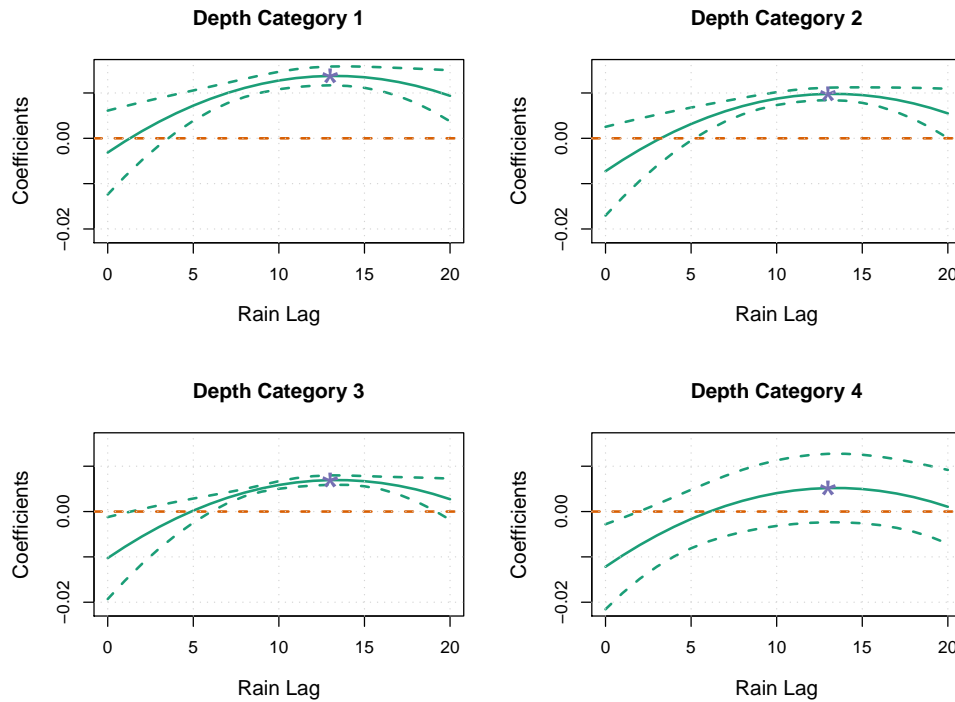 Depth Category 1
Coefficients
0.00
−0.02
0 5 10 15 20
Rain Lag
Depth Category 2
Coefficients
0.00
−0.02
0 5 10 15 20
Rain Lag
Depth Category 3
Coefficients
0.00
−0.02
0 5 10 15 20
Rain Lag
Depth Category 4
Coefficients
0.00
−0.02
0 5 10 15 20
Rain Lag